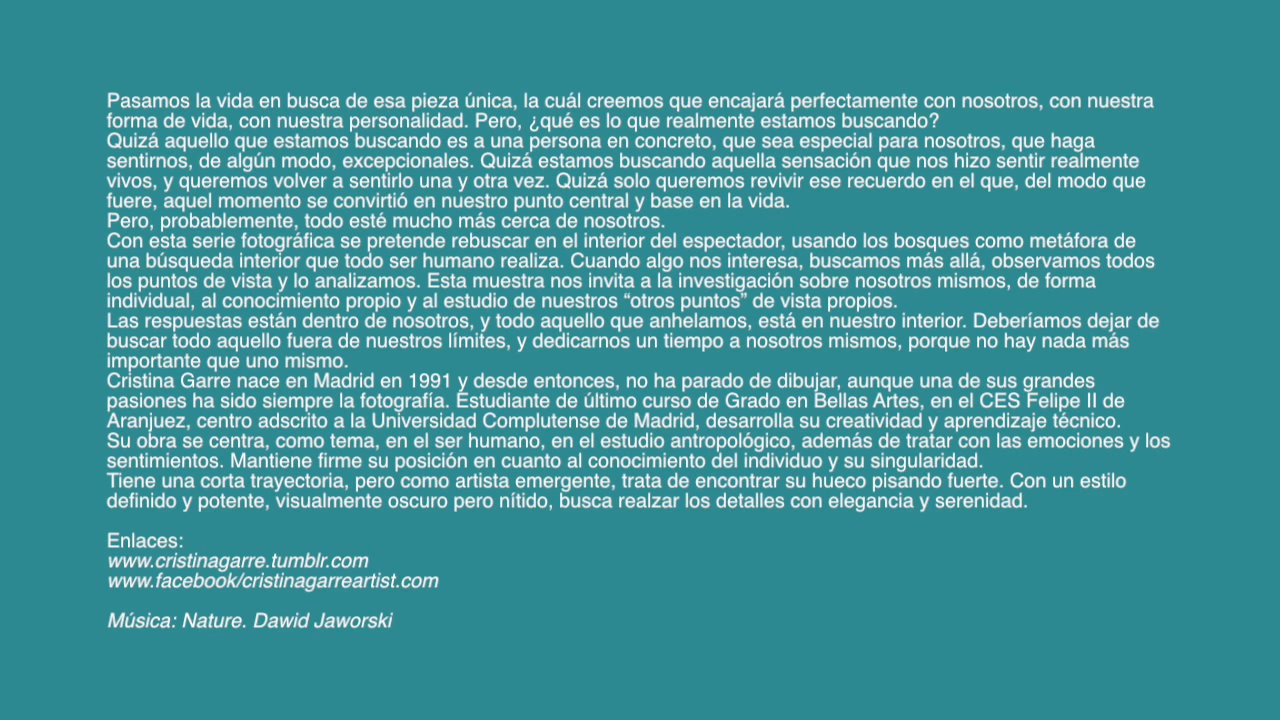 Pasamos la vida en busca de esa pieza única, la cuál creemos que encajará perfectamente con nosotros, con nuestra
forma de vida, con nuestra personalidad. Pero, ¿qué es lo que realmente estamos buscando?
Quizá aquello que estamos buscando es a una persona en concreto, que sea especial para nosotros, que haga
sentirnos, de algún modo, excepcionales. Quizá estamos buscando aquella sensación que nos hizo sentir realmente
vivos, y queremos volver a sentirlo una y otra vez. Quizá solo queremos revivir ese recuerdo en el que, del modo que
fuere, aquel momento se convirtió en nuestro punto central y base en la vida.
Pero, probablemente, todo esté mucho más cerca de nosotros.
Con esta serie fotográfica se pretende rebuscar en el interior del espectador, usando los bosques como metáfora de
una búsqueda interior que todo ser humano realiza. Cuando algo nos interesa, buscamos más allá, observamos todos
los puntos de vista y lo analizamos. Esta muestra nos invita a la investigación sobre nosotros mismos, de forma
individual, al conocimiento propio y al estudio de nuestros “otros puntos” de vista propios.
Las respuestas están dentro de nosotros, y todo aquello que anhelamos, está en nuestro interior. Deberíamos dejar de
buscar todo aquello fuera de nuestros límites, y dedicarnos un tiempo a nosotros mismos, porque no hay nada más
importante que uno mismo.
Cristina Garre nace en Madrid en 1991 y desde entonces, no ha parado de dibujar, aunque una de sus grandes
pasiones ha sido siempre la fotografía. Estudiante de último curso de Grado en Bellas Artes, en el CES Felipe II de
Aranjuez, centro adscrito a la Universidad Complutense de Madrid, desarrolla su creatividad y aprendizaje técnico.
Su obra se centra, como tema, en el ser humano, en el estudio antropológico, además de tratar con las emociones y los
sentimientos. Mantiene firme su posición en cuanto al conocimiento del individuo y su singularidad.
Tiene una corta trayectoria, pero como artista emergente, trata de encontrar su hueco pisando fuerte. Con un estilo
definido y potente, visualmente oscuro pero nítido, busca realzar los detalles con elegancia y serenidad.
Enlaces:
www.cristinagarre.tumblr.com
www.facebook/cristinagarreartist.com
Música: Nature. Dawid Jaworski